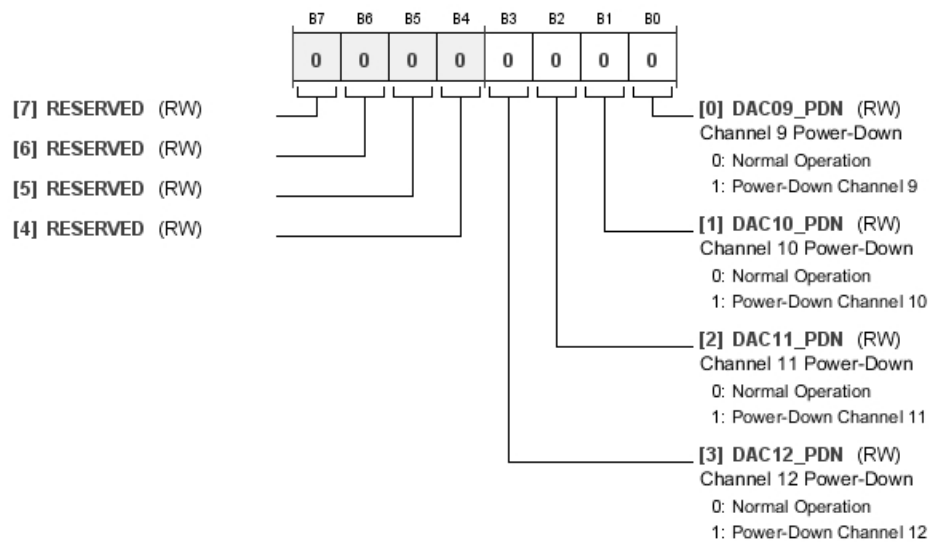 B7 B6 B5 B4 B3 B2 B1 B0
0 0 0 0 0 0 0 0
[7] RESERVED (RW)
[6] RESERVED (RW)
[5] RESERVED (RW)
[4] RESERVED (RW)
[0] DAC09_PDN (RW)
Channel 9 Power-Down
0: Normal Operation
1: Power-Down Channel 9
[1] DAC10_PDN (RW)
Channel 10 Power-Down
0: Normal Operation
1: Power-Down Channel 10
[2] DAC11_PDN (RW)
Channel 11 Power-Down
0: Normal Operation
1: Power-Down Channel 11
[3] DAC12_PDN (RW)
Channel 12 Power-Down
0: Normal Operation
1: Power-Down Channel 12